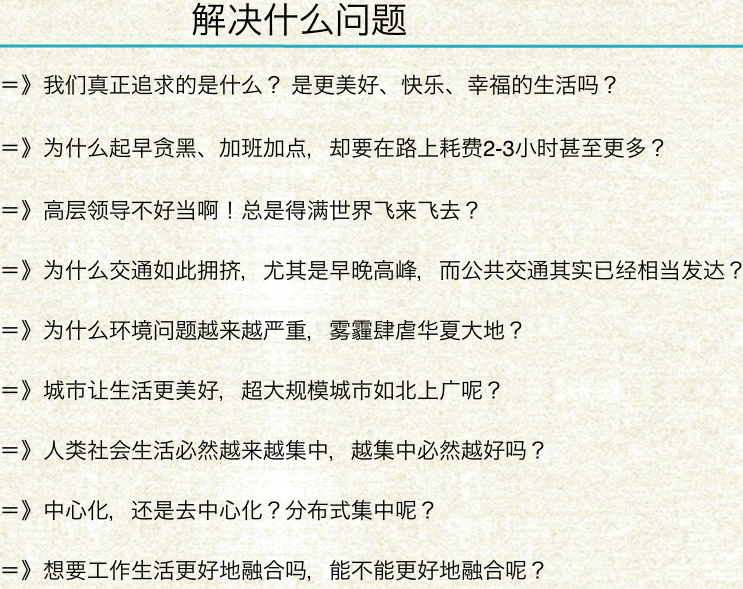 解决什么问题
=》我们真正追求的是什么？ 是更美好、快乐、幸福的生活吗？
=》为什么起早贪黑、加班加点，却要在路上耗费2-3小时甚至更多？
=》高层领导不好当啊！总是得满世界飞来飞去？
=》为什么交通如此拥挤，尤其是早晚高峰，而公共交通其实已经相当发达？
=》为什么环境问题越来越严重，雾霾肆虐华夏大地？
=》城市让生活更美好，超大规模城市如北上广呢？
=》人类社会生活必然越来越集中，越集中必然越好吗？
=》中心化，还是去中心化？分布式集中呢？
=》想要工作生活更好地融合吗，能不能更好地融合呢？